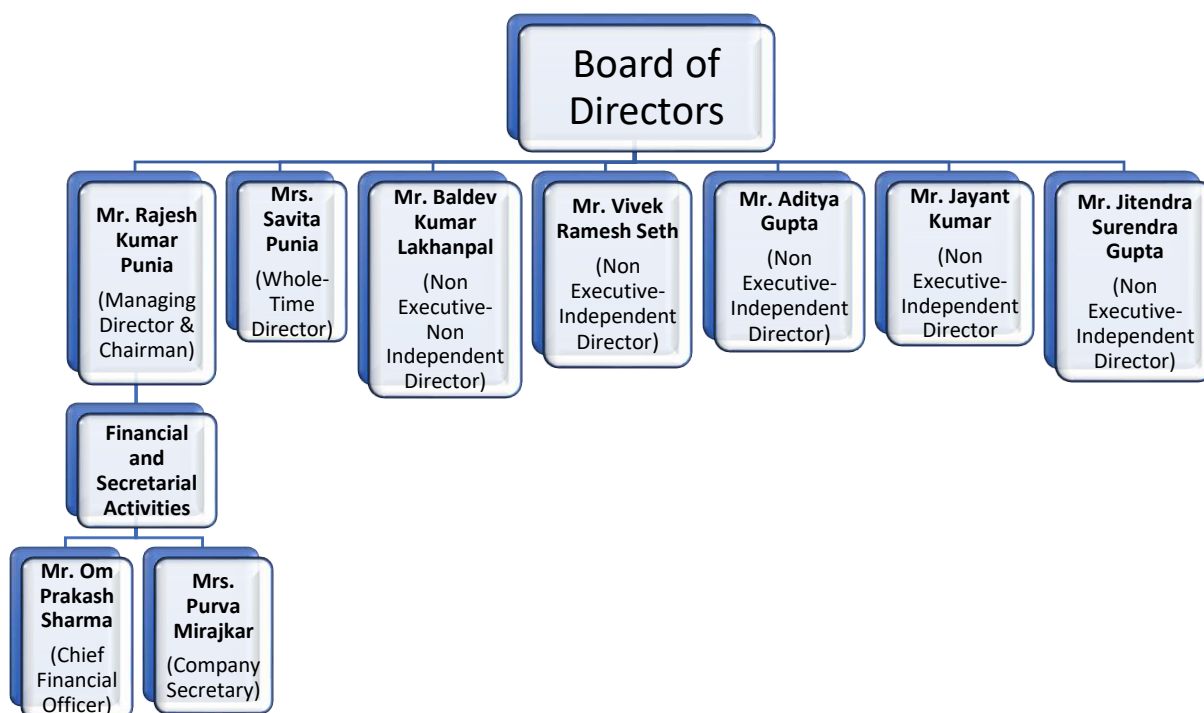 Board of
Directors
Mr. Rajesh
Kumar
Punia
(Managing
Director &
Chairman)
Mrs.
Savita
Punia
(Whole-
Time
Director)
Mr. Baldev
Kumar
Lakhanpal
(Non
Executive-
Non
Independent
Director)
Mr. Vivek
Ramesh Seth
(Non
Executive-
Independent
Director)
Mr. Aditya
Gupta
(Non
Executive-
Independent
Director)
Mr. Jayant
Kumar
(Non
Executive-
Independent
Director
Mr. Jitendra
Surendra
Gupta
(Non
Executive-
Independent
Director)
Financial
and
Secretarial
Activities
Mr. Om
Prakash
Sharma
(Chief
Financial
Officer)
Mrs.
Purva
Mirajkar
(Company
Secretary)